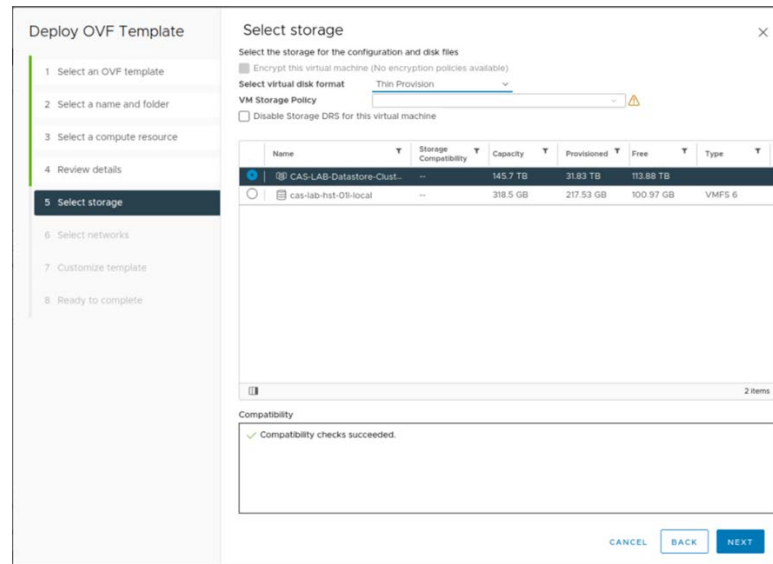 Deploy OVF Template
1 Select an OVF template
2 Select a name and folder
3 Select a compute resource
4 Review details
5 Select storage
6 Select networks
7 Customize template
8 Ready to complete
Select storage
Select the storage for the configuration and disk files
Encrypt this virtual machine (No encryption policies available)
Select virtual disk format Thin Provision
VM Storage Policy
Disable Storage DRS for this virtual machine
Name Storage Compatibility Capacity Provisioned Free Type
CAS-LAB-Datastore-Clust... -- 145.7 TB 31.83 TB 113.88 TB
cas-lab-hst-01l-local -- 318.5 GB 217.53 GB 100.97 GB VMFS 6
2 items
Compatibility
Compatibility checks succeeded.
CANCEL BACK NEXT